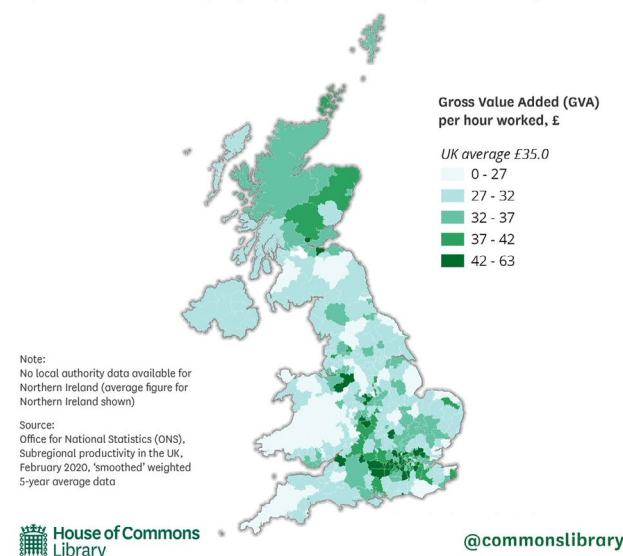 Gross Value Added (GVA)
per hour worked, £
UK average £35.0
0 - 27
27 - 32
32 - 37
37 - 42
42 - 63
Note:
No local authority data available for
Northern Ireland (average figure for
Northern Ireland shown)
Source:
Office for National Statistics (ONS),
Subregional productivity in the UK,
February 2020, ‘smoothed’ weighted
5-year average data
House of Commons
Library
@commonslibrary